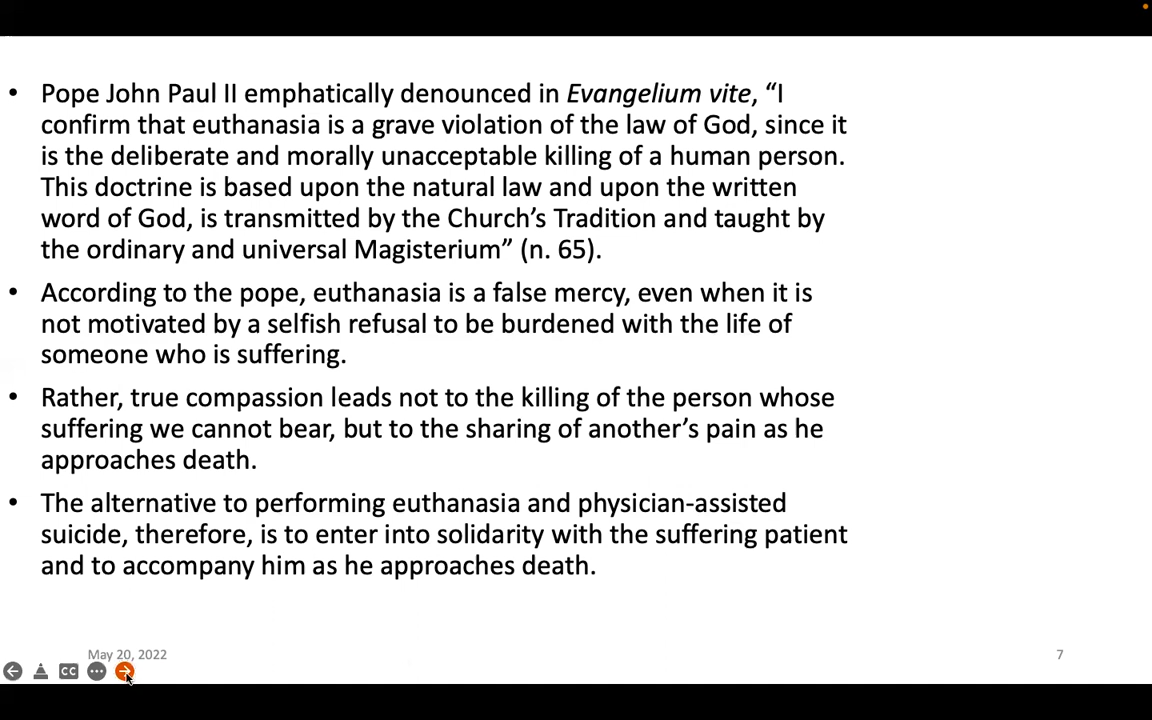 • Pope John Paul II emphatically denounced in Evangelium vite, “I
confirm that euthanasia is a grave violation of the law of God, since it
is the deliberate and morally unacceptable killing of a human person.
This doctrine is based upon the natural law and upon the written
word of God, is transmitted by the Church’s Tradition and taught by
the ordinary and universal Magisterium” (n. 65).
• According to the pope, euthanasia is a false mercy, even when it is
not motivated by a selfish refusal to be burdened with the life of
someone who is suffering.
• Rather, true compassion leads not to the killing of the person whose
suffering we cannot bear, but to the sharing of another’s pain as he
approaches death.
• The alternative to performing euthanasia and physician-assisted
suicide, therefore, is to enter into solidarity with the suffering patient
and to accompany him as he approaches death.
May 20, 2022
7
CC